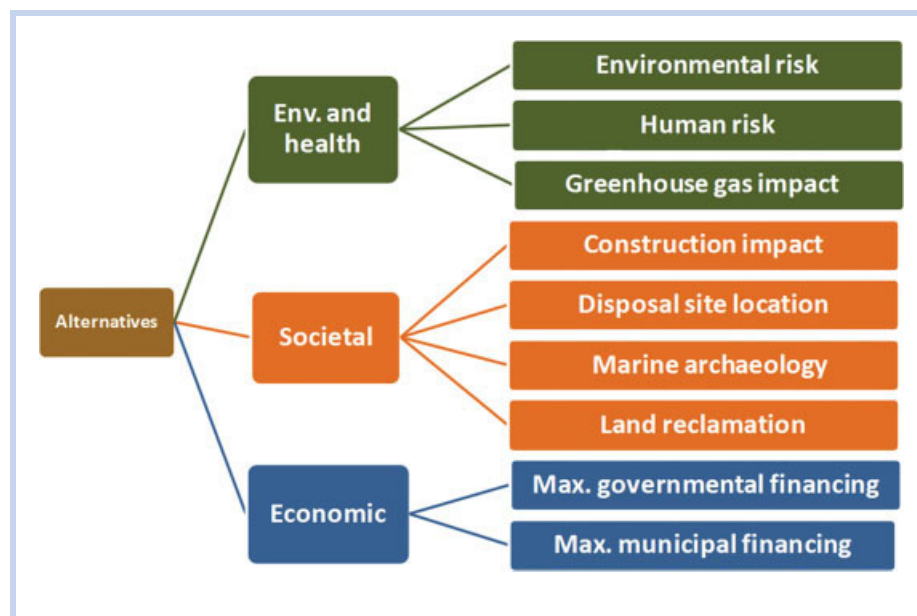 Alternatives
Env. and
health
Environmental risk
Human risk
Greenhouse gas impact
Societal
Construction impact
Disposal site location
Marine archaeology
Land reclamation
Economic
Max. governmental financing
Max. municipal financing